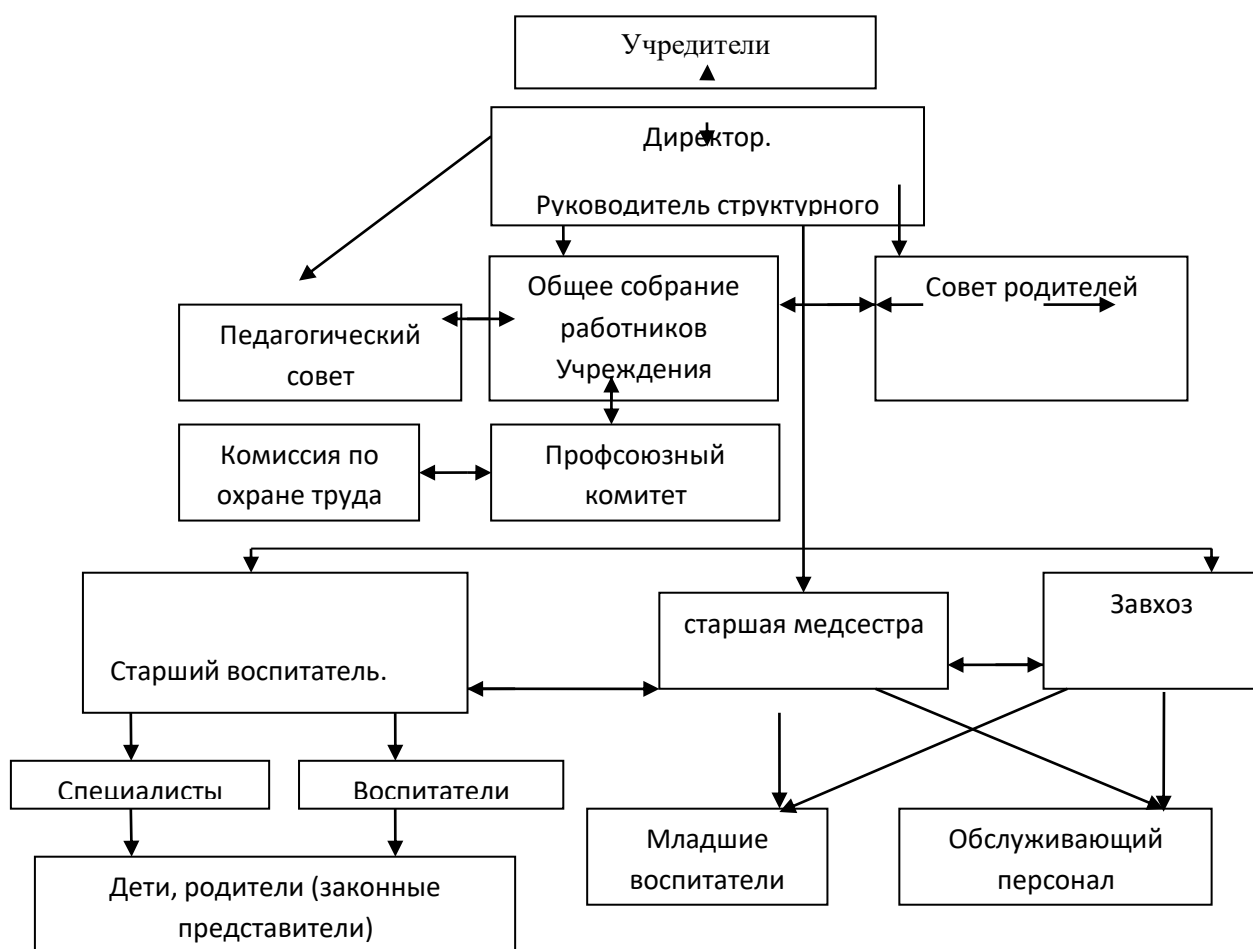 Учредители
Директор.
Руководитель структурного
Общее собрание
работников
Учреждения
Совет родителей
Педагогический
совет
Комиссия по
охране труда
Профсоюзный
комитет
Старший воспитатель.
старшая медсестра
Завхоз
Специалисты
Воспитатели
Младшие
воспитатели
Обслуживающий
персонал
Дети, родители (законные
представители)